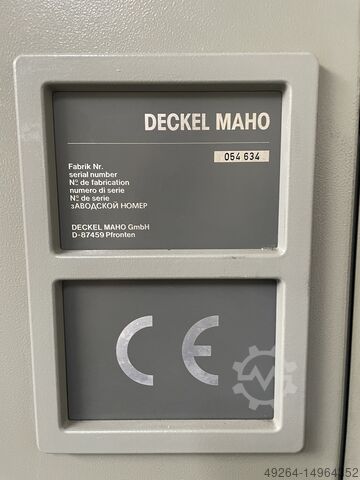 DECKEL MAHO
054 634
Fabrik Nr.
serial number
No. de fabrication
numero di serie
No. de serie
зАВОДСКОЙ НОМЕР
DECKEL MAHO GmbH
D-87459 Pfronten
CE
49264-14964352